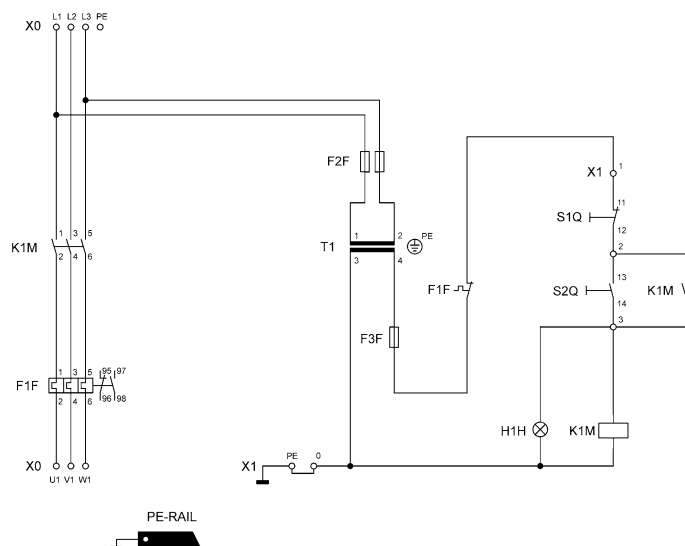 X0 L1 L2 L3 PE
F2F
X1 1
11
S1Q
12
1 3 5
K1M
2 4 6
1 2 PE
T1
3 4
2
13
F1F S2Q K1M
14
F3F
3
1 3 5 95 97
F1F
2 4 6 96 98
H1H K1M
X0 X1 PE 0
U1 V1 W1
PE-RAIL